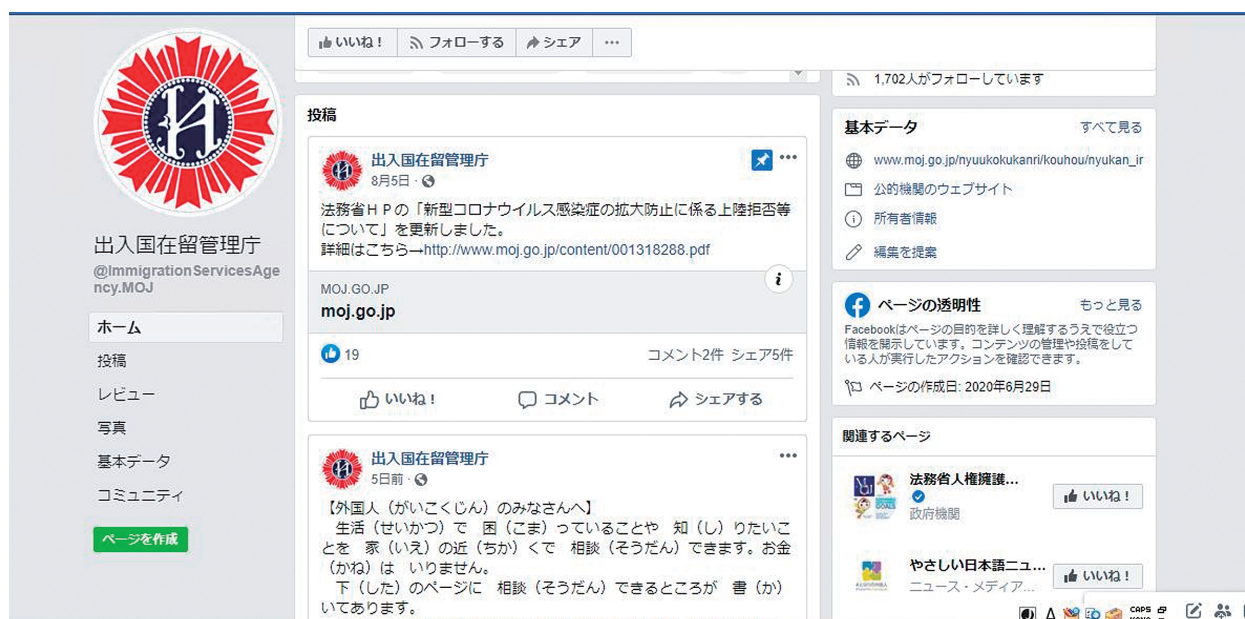 いいね！ フォローする シェア …
出入国在留管理庁
@ImmigrationServicesAge
ncy.MOJ
ホーム
投稿
レビュー
写真
基本データ
コミュニティ
ページを作成
投稿
出入国在留管理庁
8月5日 ·
法務省ＨＰの「新型コロナウイルス感染症の拡大防止に係る上陸拒否等
について」を更新しました。
詳細はこちら→http://www.moj.go.jp/content/001318288.pdf
MOJ.GO.JP
moj.go.jp
i
19 コメント2件 シェア5件
いいね！ コメント シェアする
出入国在留管理庁
5日前 ·
【外国人（がいこくじん）のみなさんへ】
生活（せいかつ）で 困（こま）っていることや 知（し）りたいこ
とを 家（いえ）の近（ちか）くで 相談（そうだん）できます。お金
（かね）は いりません。
下（した）のページに 相談（そうだん）できるところが 書（か）
いてあります。
1,702人がフォローしています
基本データ すべて見る
www.moj.go.jp/nyuukokukanri/kouhou/nyukan_ir
公的機関のウェブサイト
所有者情報
編集を提案
ページの透明性 もっと見る
Facebookはページの目的を詳しく理解するうえで役立つ
情報を開示しています。コンテンツの管理や投稿をして
いる人が実行したアクションを確認できます。
ページの作成日: 2020年6月29日
関連するページ
法務省人権擁護...
政府機関
いいね！
やさしい日本語ニュ...
ニュース・メディア...
いいね！
A
CAPS